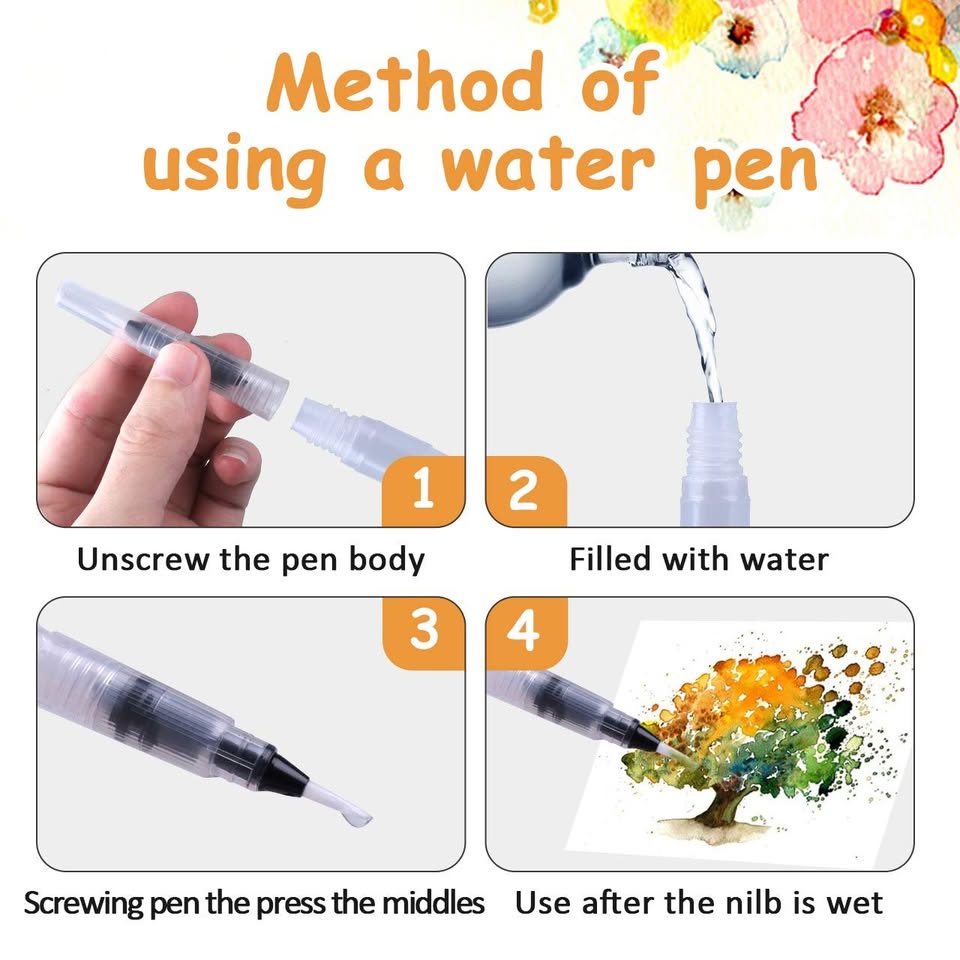 Method of
using a water pen
1
2
Unscrew the pen body
Filled with water
3
4
Screwing pen the press the middles
Use after the nilb is wet